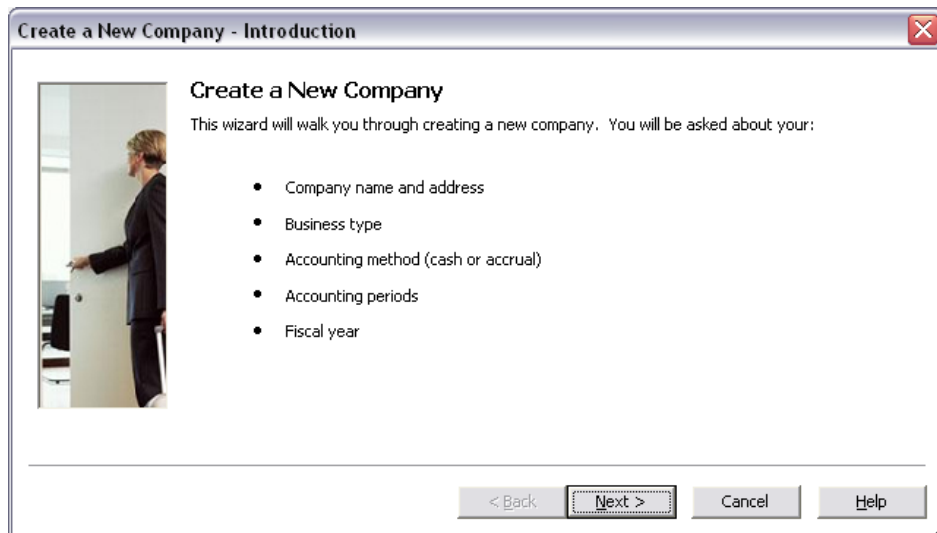 Create a New Company - Introduction
Create a New Company
This wizard will walk you through creating a new company.  You will be asked about your:
• Company name and address
• Business type
• Accounting method (cash or accrual)
• Accounting periods
• Fiscal year
< Back Next > Cancel Help